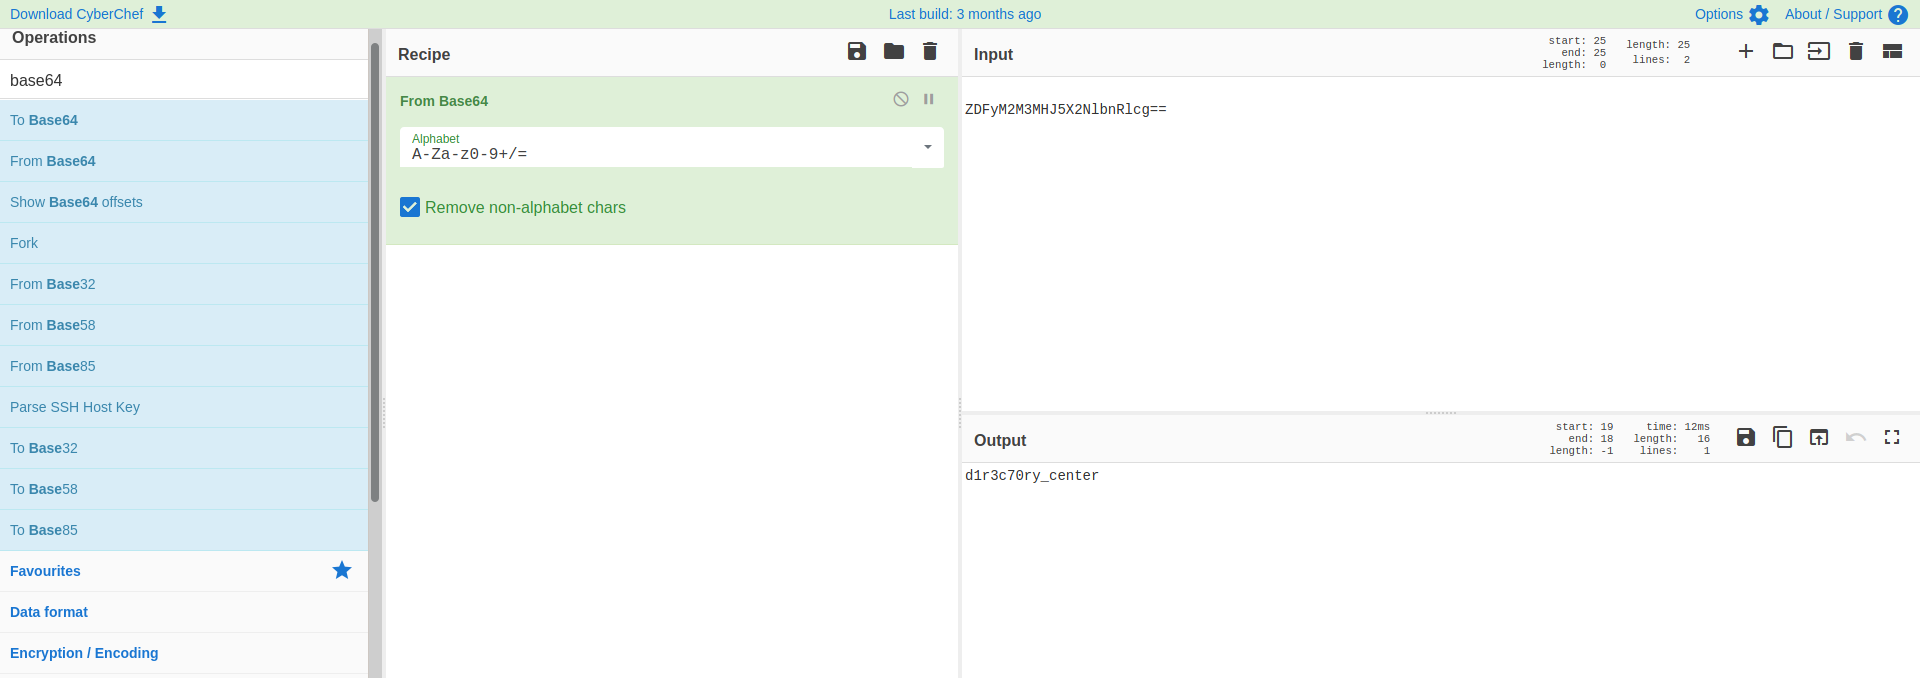 Download CyberChef
Last build: 3 months ago
Options
About / Support
Operations
base64
To Base64
From Base64
Show Base64 offsets
Fork
From Base32
From Base58
From Base85
Parse SSH Host Key
To Base32
To Base58
To Base85
Favourites
Data format
Encryption / Encoding
Recipe
From Base64
Alphabet
A-Za-z0-9+/=
Remove non-alphabet chars
Input
start: 25
end: 25
length: 0
length: 25
lines: 2
ZDFyM2M3MHJ5X2NlbnRlcg==
Output
start: 19
end: 18
length: -1
time: 12ms
length: 16
lines: 1
d1r3c70ry_center